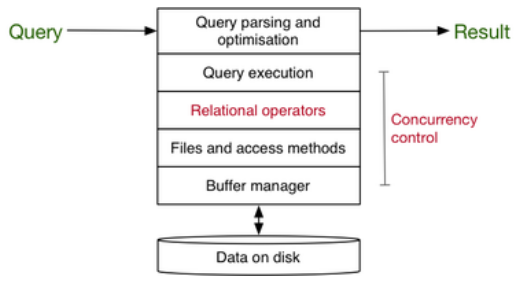 Query
Query parsing and
optimisation
Result
Query execution
Relational operators
Concurrency
control
Files and access methods
Buffer manager
Data on disk